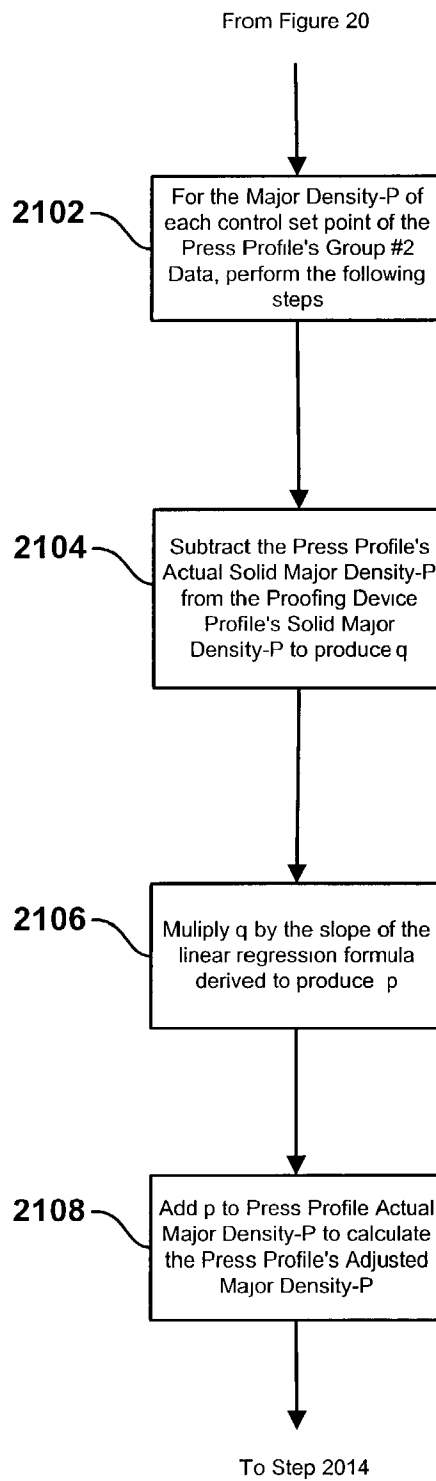 From Figure 20
2102
For the Major Density-P of
each control set point of the
Press Profile's Group #2
Data, perform the following
steps
2104
Subtract the Press Profile's
Actual Solid Major Density-P
from the Proofing Device
Profile's Solid Major
Density-P to produce q
2106
Muliply q by the slope of the
linear regression formula
derived to produce p
2108
Add p to Press Profile Actual
Major Density-P to calculate
the Press Profile's Adjusted
Major Density-P
To Step 2014